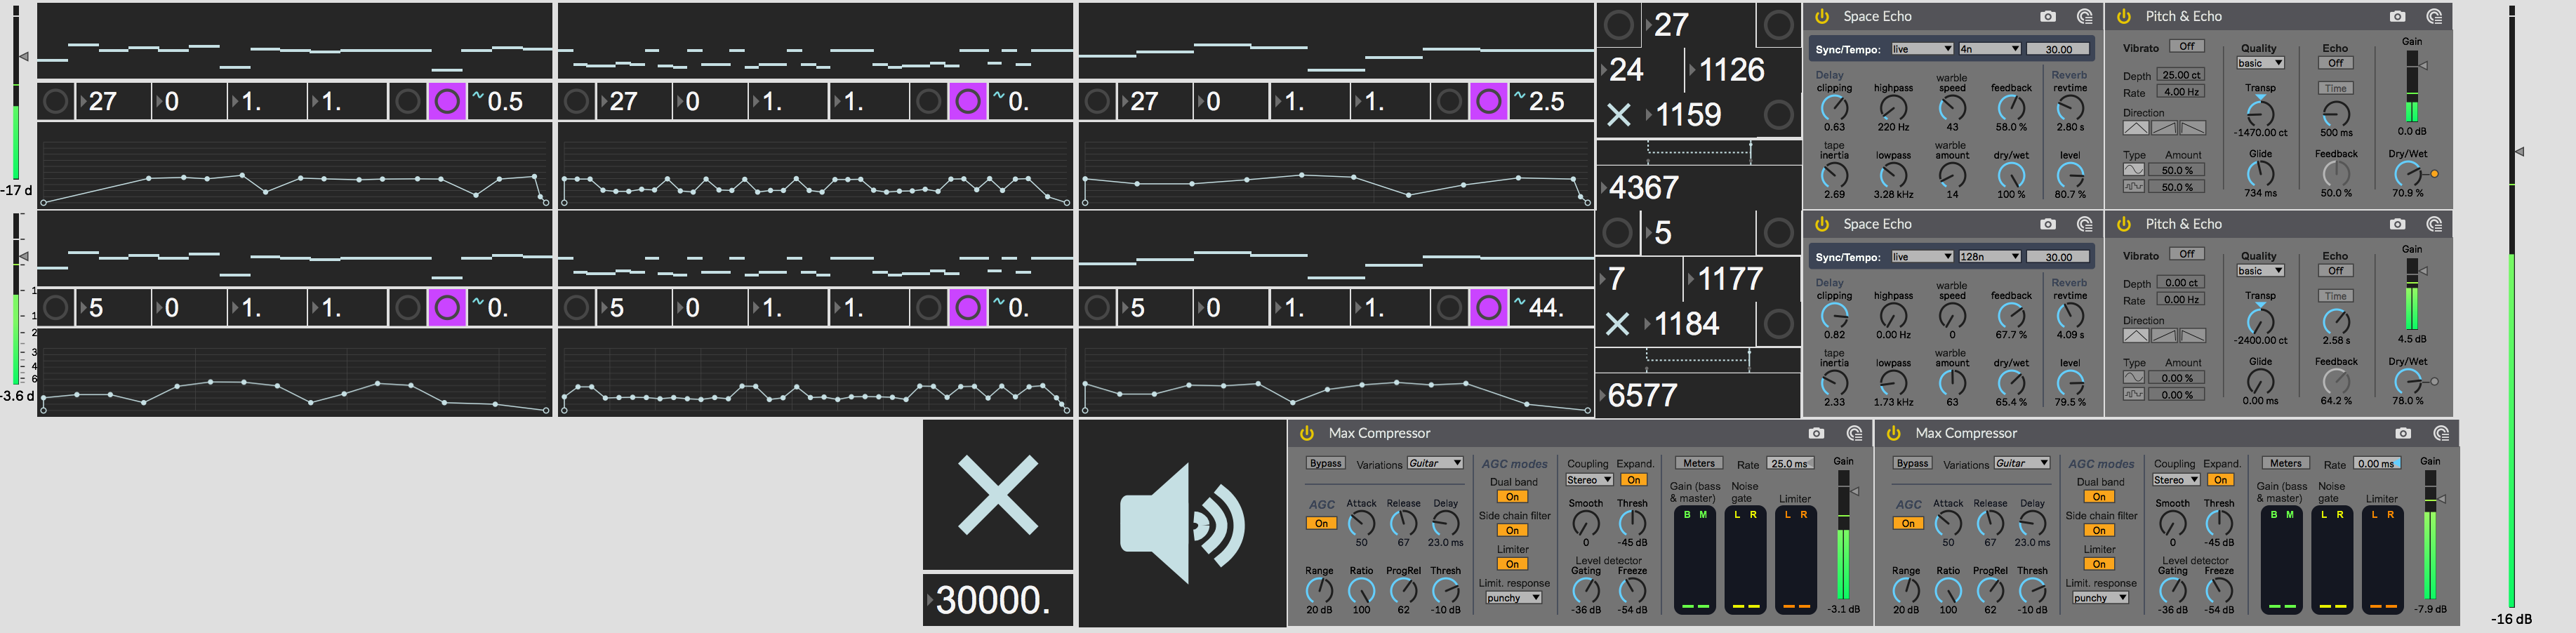 27
24 1126
1159
4367
-17 d
27 0 1. 1. ~0.5
27 0 1. 1. ~0.
27 0 1. 1. ~2.5
Space Echo
Sync/Tempo: live 4n 30.00
Delay Reverb
clipping highpass warble speed feedback revtime
0.63 220 Hz 43 58.0 % 2.80 s
tape inertia lowpass warble amount dry/wet level
2.69 3.28 kHz 14 100 % 80.7 %
Pitch & Echo
Vibrato Off Quality Echo Gain
basic Off
Depth 25.00 ct
Rate 4.00 Hz Transp Time
Direction -1470.00 ct 500 ms 0.0 dB
Type Amount Glide Feedback Dry/Wet
50.0 %
50.0 % 734 ms 50.0 % 70.9 %
5
7 1177
1184
6577
1
1
2
3
4
6
-3.6 d
5 0 1. 1. ~0.
5 0 1. 1. ~0.
5 0 1. 1. ~44.
Space Echo
Sync/Tempo: live 128n 30.00
Delay Reverb
clipping highpass warble speed feedback revtime
0.82 0.00 Hz 0 67.7 % 4.09 s
tape inertia lowpass warble amount dry/wet level
2.33 1.73 kHz 63 65.4 % 79.5 %
Pitch & Echo
Vibrato Off Quality Echo Gain
basic Off
Depth 0.00 ct
Rate 0.00 Hz Transp Time
Direction -2400.00 ct 2.58 s 4.5 dB
Type Amount Glide Feedback Dry/Wet
0.00 %
0.00 % 0.00 ms 64.2 % 78.0 %
30000.
Max Compressor
Bypass Variations Guitar AGC modes Coupling Expand. Meters Rate 25.0 ms Gain
Dual band Stereo On
On Gain (bass & master) Noise gate Limiter
AGC Attack Release Delay Side chain filter Smooth Thresh B M L R L R
On 50 67 23.0 ms On 0 -45 dB
Limiter Level detector
Range Ratio ProgRel Thresh On Gating Freeze
Limit. response
20 dB 100 62 -10 dB punchy -36 dB -54 dB -3.1 dB
Max Compressor
Bypass Variations Guitar AGC modes Coupling Expand. Meters Rate 0.00 ms Gain
Dual band Stereo On
On Gain (bass & master) Noise gate Limiter
AGC Attack Release Delay Side chain filter Smooth Thresh B M L R L R
On 50 67 23.0 ms On 0 -45 dB
Limiter Level detector
Range Ratio ProgRel Thresh On Gating Freeze
Limit. response
20 dB 100 62 -10 dB punchy -36 dB -54 dB -7.9 dB
-16 dB